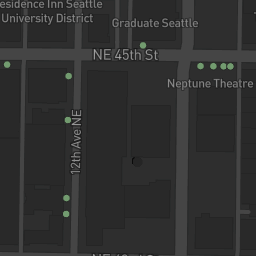 Residence Inn Seattle
University District
Graduate Seattle
NE 45th St
Neptune Theatre
12th Ave NE